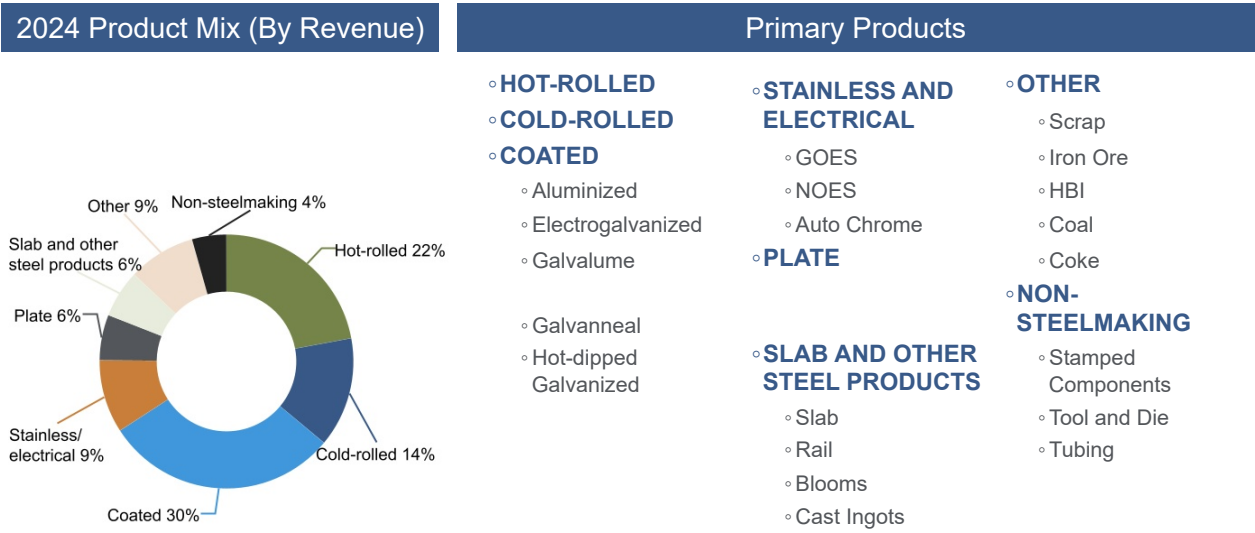 2024 Product Mix (By Revenue)
Other 9%
Non-steelmaking 4%
Slab and other
steel products 6%
Hot-rolled 22%
Plate 6%
Stainless/
electrical 9%
Cold-rolled 14%
Coated 30%
Primary Products
◦HOT-ROLLED
◦COLD-ROLLED
◦COATED
◦Aluminized
◦Electrogalvanized
◦Galvalume
◦Galvanneal
◦Hot-dipped
Galvanized
◦STAINLESS AND
ELECTRICAL
◦GOES
◦NOES
◦Auto Chrome
◦PLATE
◦SLAB AND OTHER
STEEL PRODUCTS
◦Slab
◦Rail
◦Blooms
◦Cast Ingots
◦OTHER
◦Scrap
◦Iron Ore
◦HBI
◦Coal
◦Coke
◦NON-
STEELMAKING
◦Stamped
Components
◦Tool and Die
◦Tubing